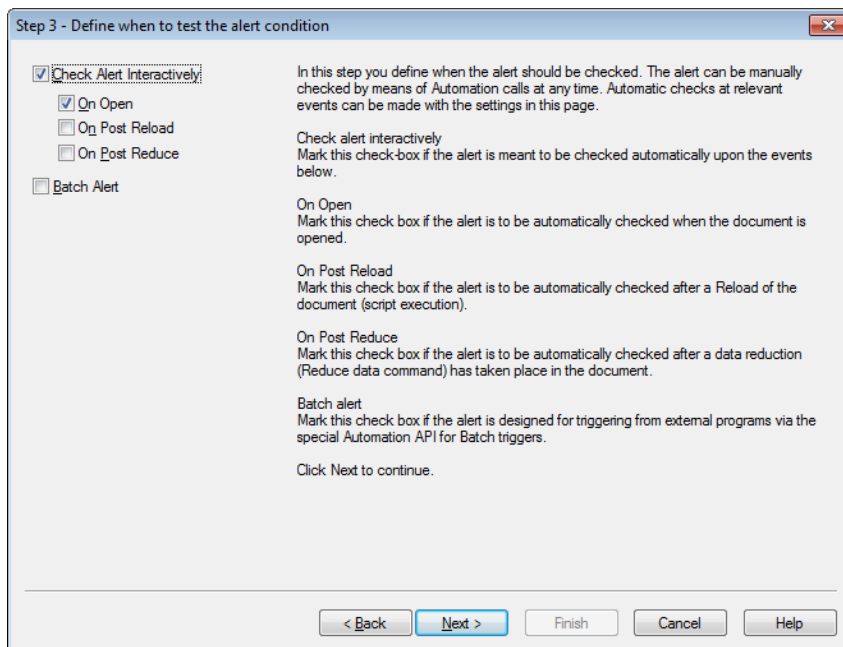 Step 3 - Define when to test the alert condition
Check Alert Interactively
On Open
On Post Reload
On Post Reduce
Batch Alert
In this step you define when the alert should be checked. The alert can be manually
checked by means of Automation calls at any time. Automatic checks at relevant
events can be made with the settings in this page.
Check alert interactively
Mark this check-box if the alert is meant to be checked automatically upon the events
below.
On Open
Mark this check box if the alert is to be automatically checked when the document is
opened.
On Post Reload
Mark this check box if the alert is to be automatically checked after a Reload of the
document (script execution).
On Post Reduce
Mark this check box if the alert is to be automatically checked after a data reduction
(Reduce data command) has taken place in the document.
Batch alert
Mark this check box if the alert is designed for triggering from external programs via the
special Automation API for Batch triggers.
Click Next to continue.
< Back
Next >
Finish
Cancel
Help